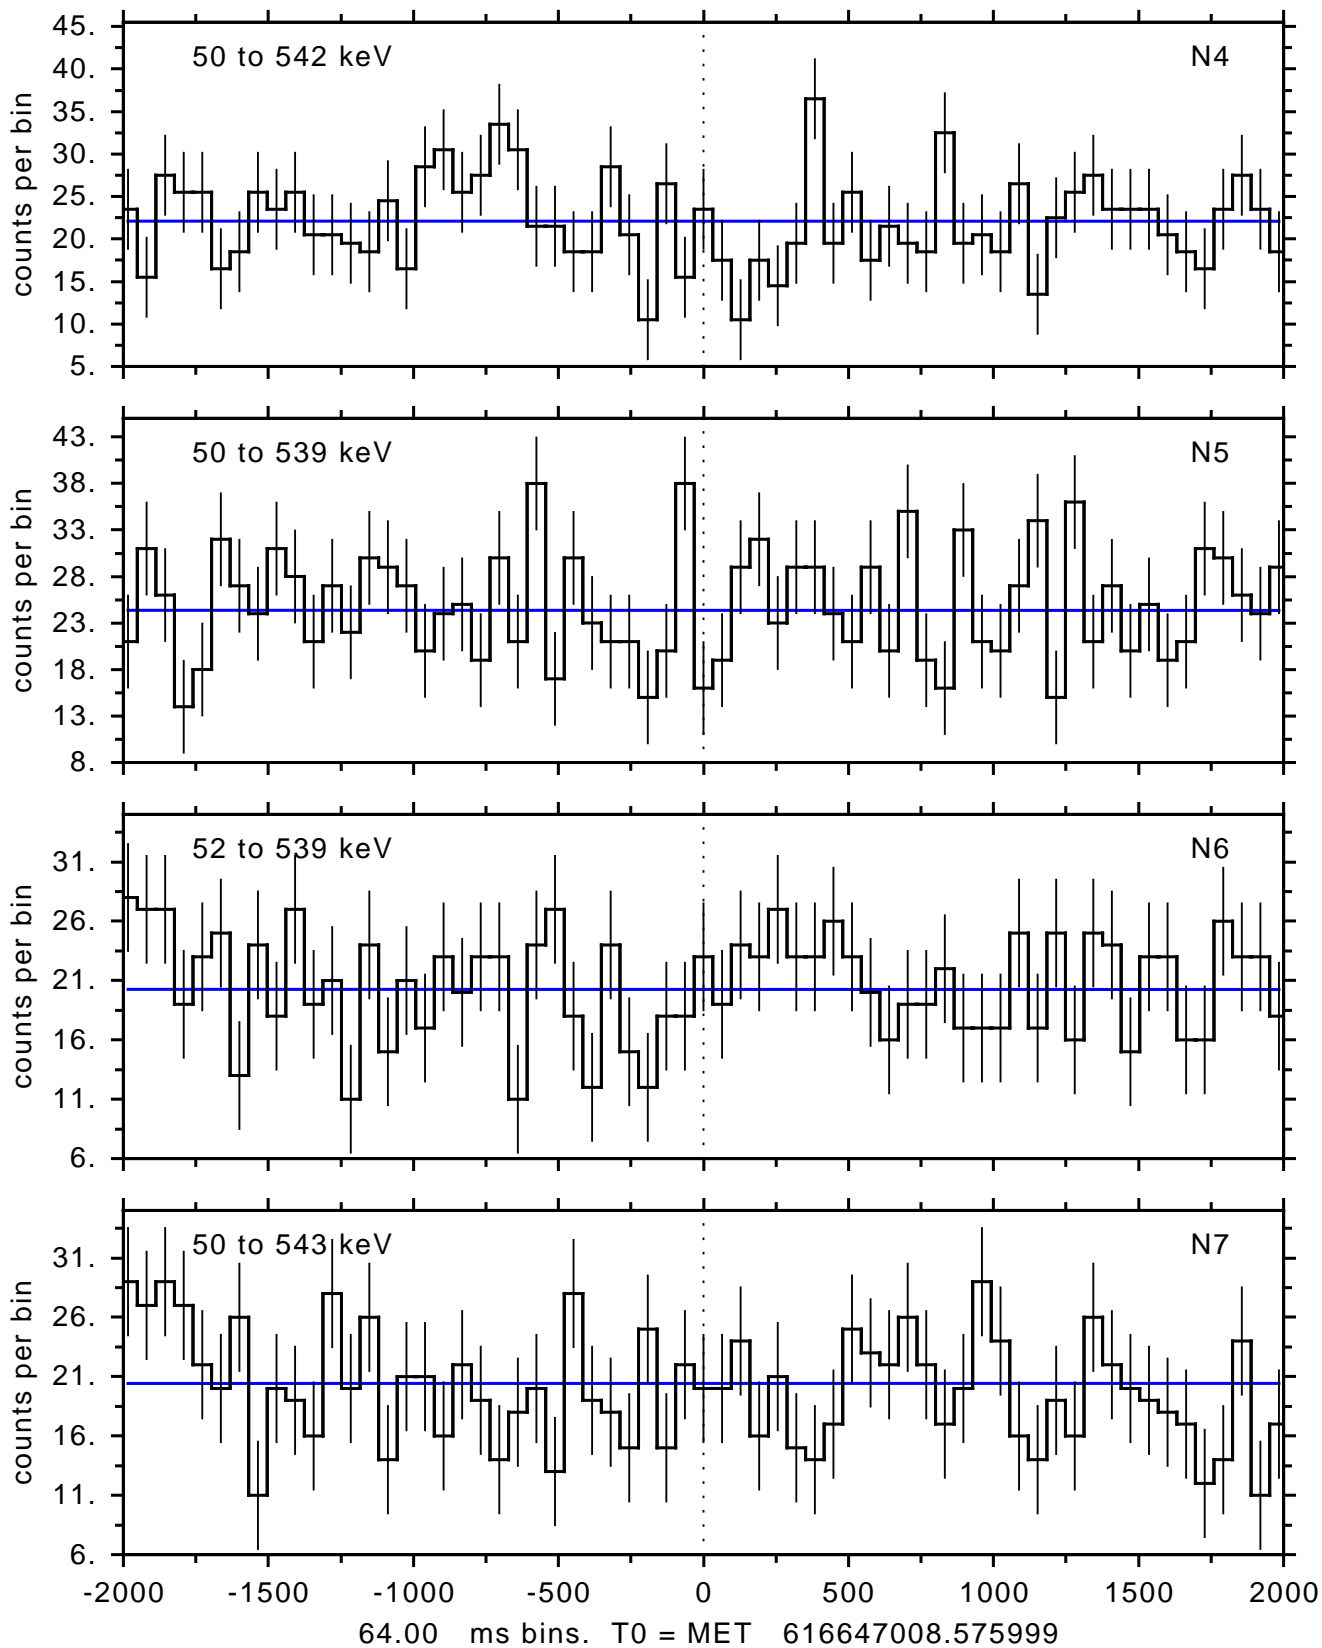 50 to 542 keV N4
45.
40.
35.
30.
25.
20.
15.
10.
5.
counts per bin
50 to 539 keV N5
43.
38.
33.
28.
23.
18.
13.
8.
counts per bin
52 to 539 keV N6
31.
26.
21.
16.
11.
6.
counts per bin
50 to 543 keV N7
31.
26.
21.
16.
11.
6.
counts per bin
-2000 -1500 -1000 -500 0 500 1000 1500 2000
64.00 ms bins. T0 = MET 616647008.575999